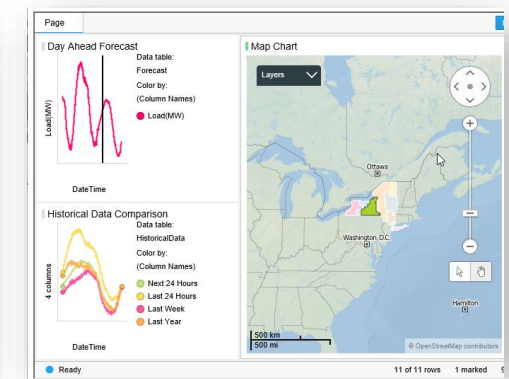 Page
Day Ahead Forecast
Data table:
Forecast
Color by:
(Column Names)
Load(MW)
Load(MW)
DateTime
Historical Data Comparison
Data table:
HistoricalData
Color by:
(Column Names)
Next 24 Hours
Last 24 Hours
Last Week
Last Year
4 columns
DateTime
Map Chart
Layers
Ottawa
Washington, D.C.
Hamilton
500 km
500 mi
© OpenStreetMap contributors
Ready
11 of 11 rows
1 marked